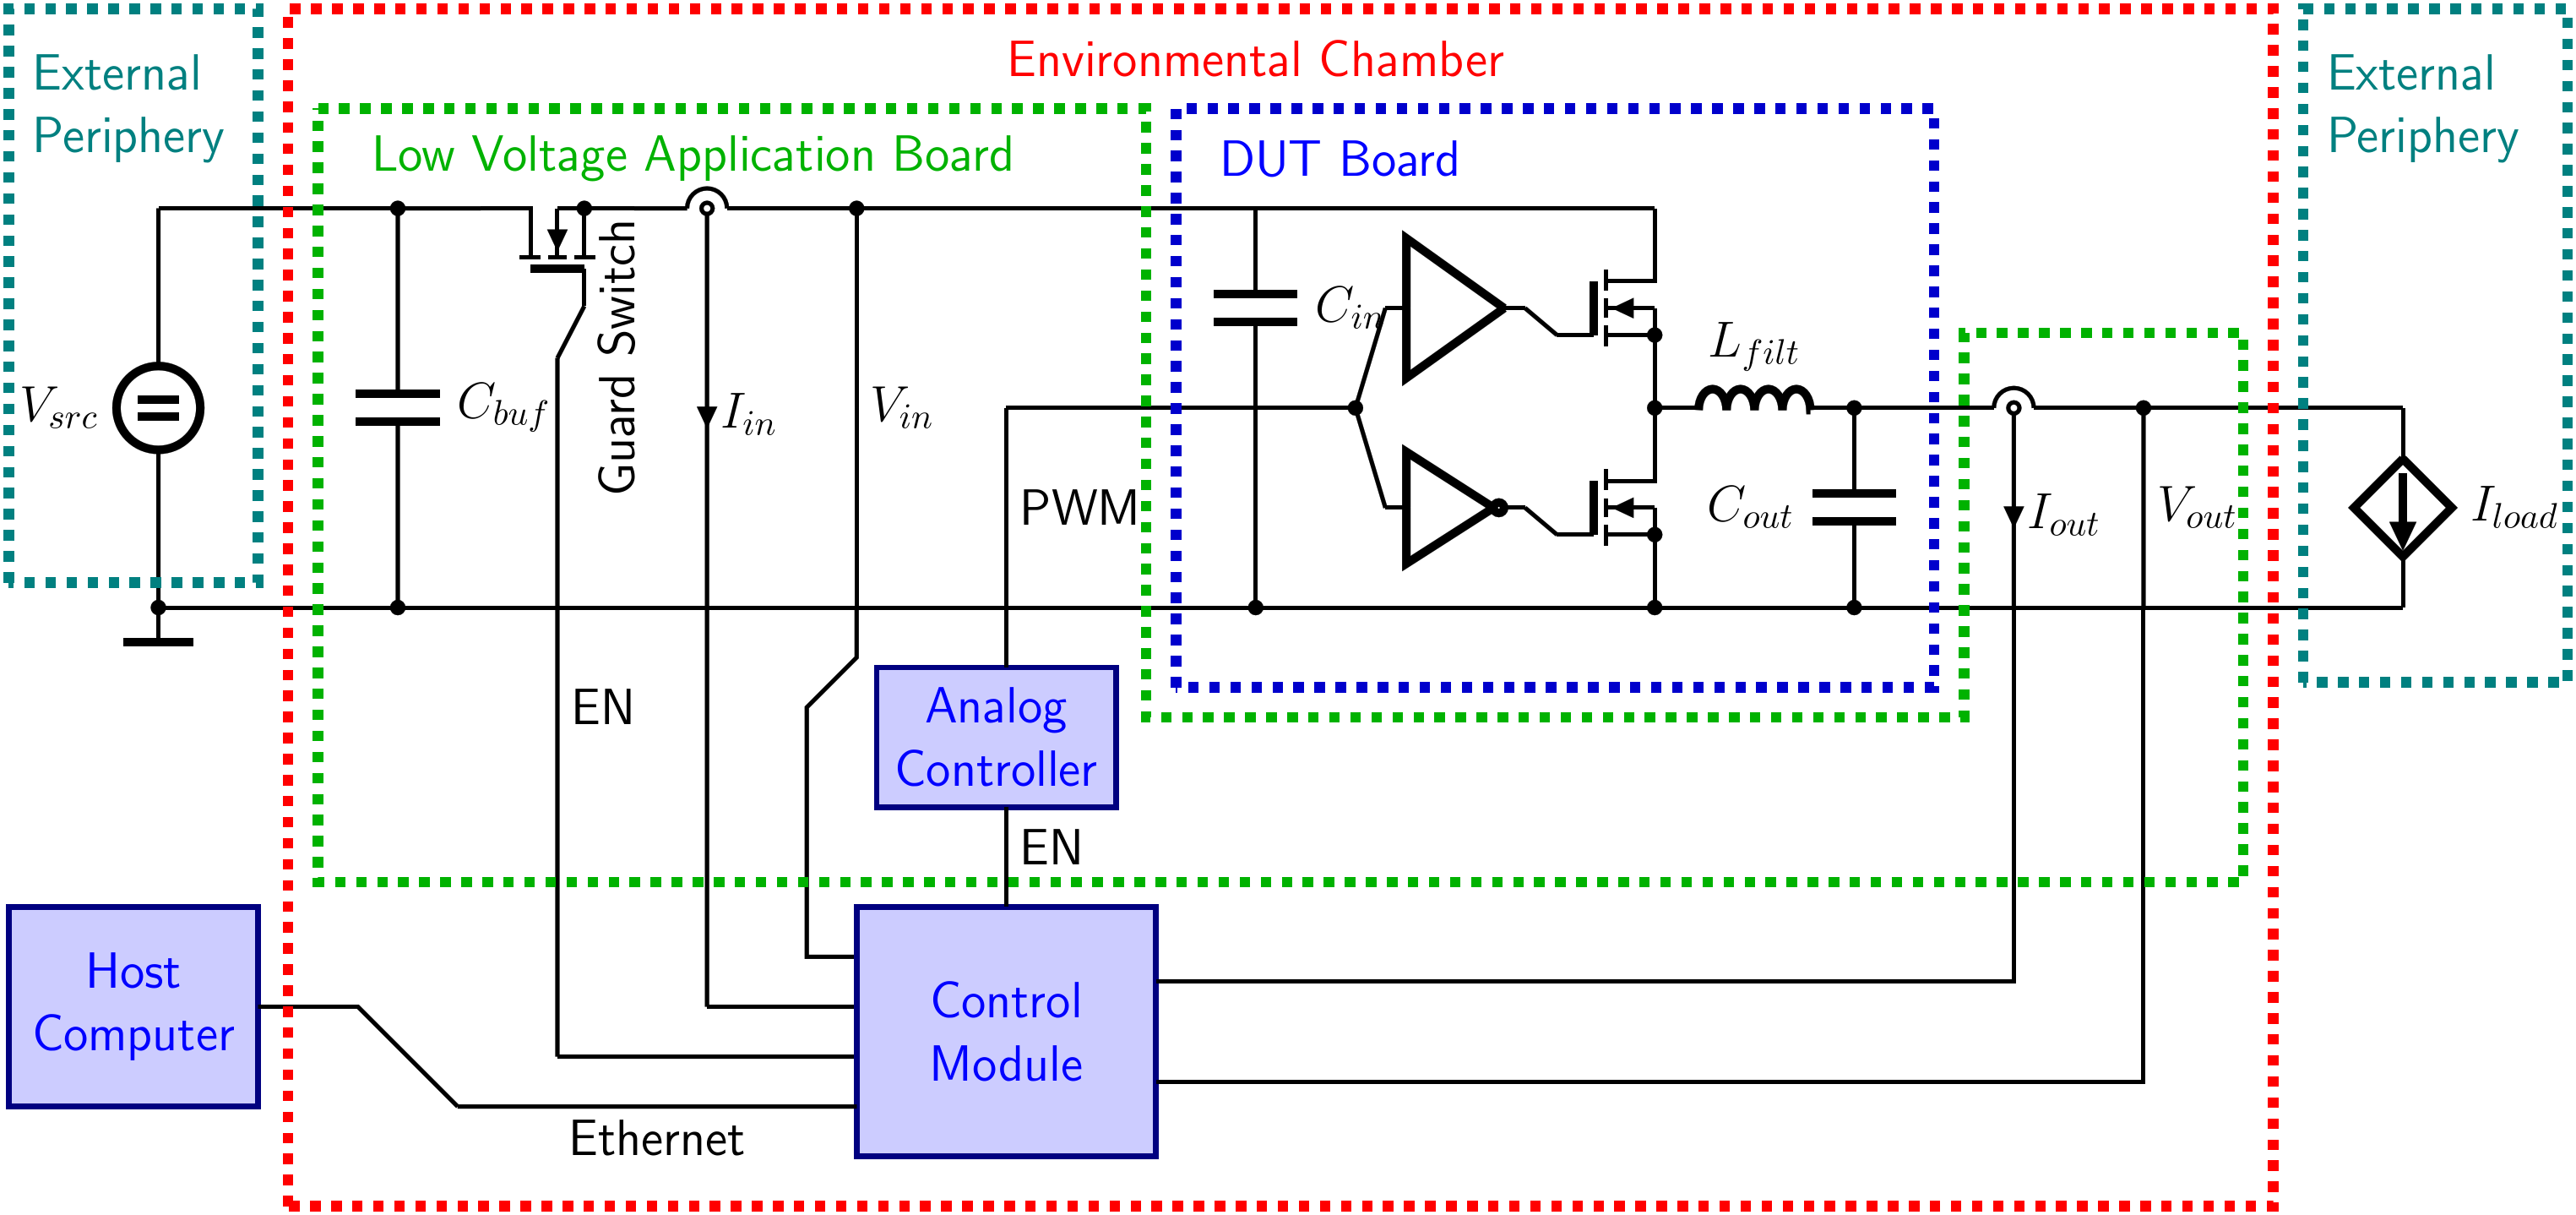 Environmental Chamber
External
Periphery
External
Periphery
Low Voltage Application Board
DUT Board
Guard Switch
C_{in}
L_{filt}
V_{src}
C_{buf}
I_{in}
V_{in}
PWM
C_{out}
I_{out}
V_{out}
I_{load}
EN
Analog
Controller
EN
Host
Computer
Control
Module
Ethernet